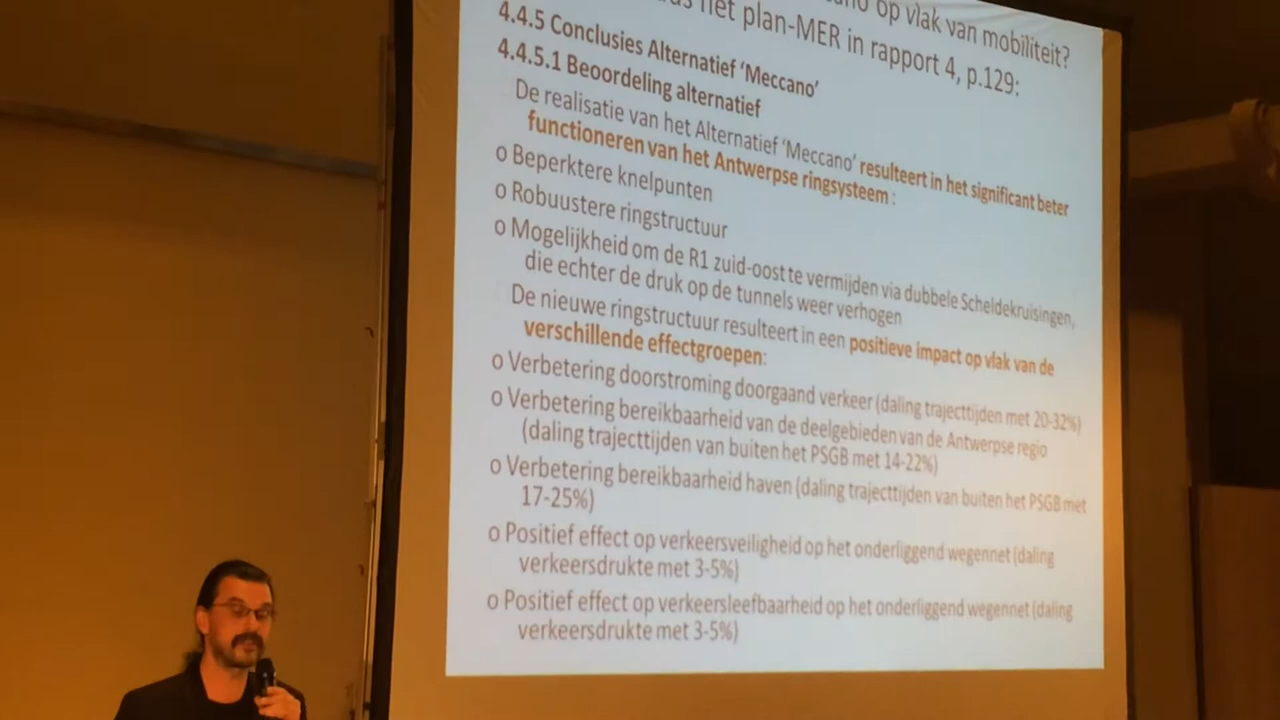 op vlak van mobiliteit?
het plan-MER in rapport 4, p.129:
4.4.5 Conclusies Alternatief ‘Meccano’
4.4.5.1 Beoordeling alternatief
De realisatie van het Alternatief ‘Meccano’ resulteert in het significant beter
functioneren van het Antwerpse ringsysteem :
o Beperktere knelpunten
o Robuustere ringstructuur
o Mogelijkheid om de R1 zuid-oost te vermijden via dubbele Scheldekruisingen,
die echter de druk op de tunnels weer verhogen
De nieuwe ringstructuur resulteert in een positieve impact op vlak van de
verschillende effectgroepen:
o Verbetering doorstroming doorgaand verkeer (daling trajecttijden met 20-32%)
o Verbetering bereikbaarheid van de deelgebieden van de Antwerpse regio
(daling trajecttijden van buiten het PSGB met 14-22%)
o Verbetering bereikbaarheid haven (daling trajecttijden van buiten het PSGB met
17-25%)
o Positief effect op verkeersveiligheid op het onderliggend wegennet (daling
verkeersdrukte met 3-5%)
o Positief effect op verkeersleefbaarheid op het onderliggend wegennet (daling
verkeersdrukte met 3-5%)